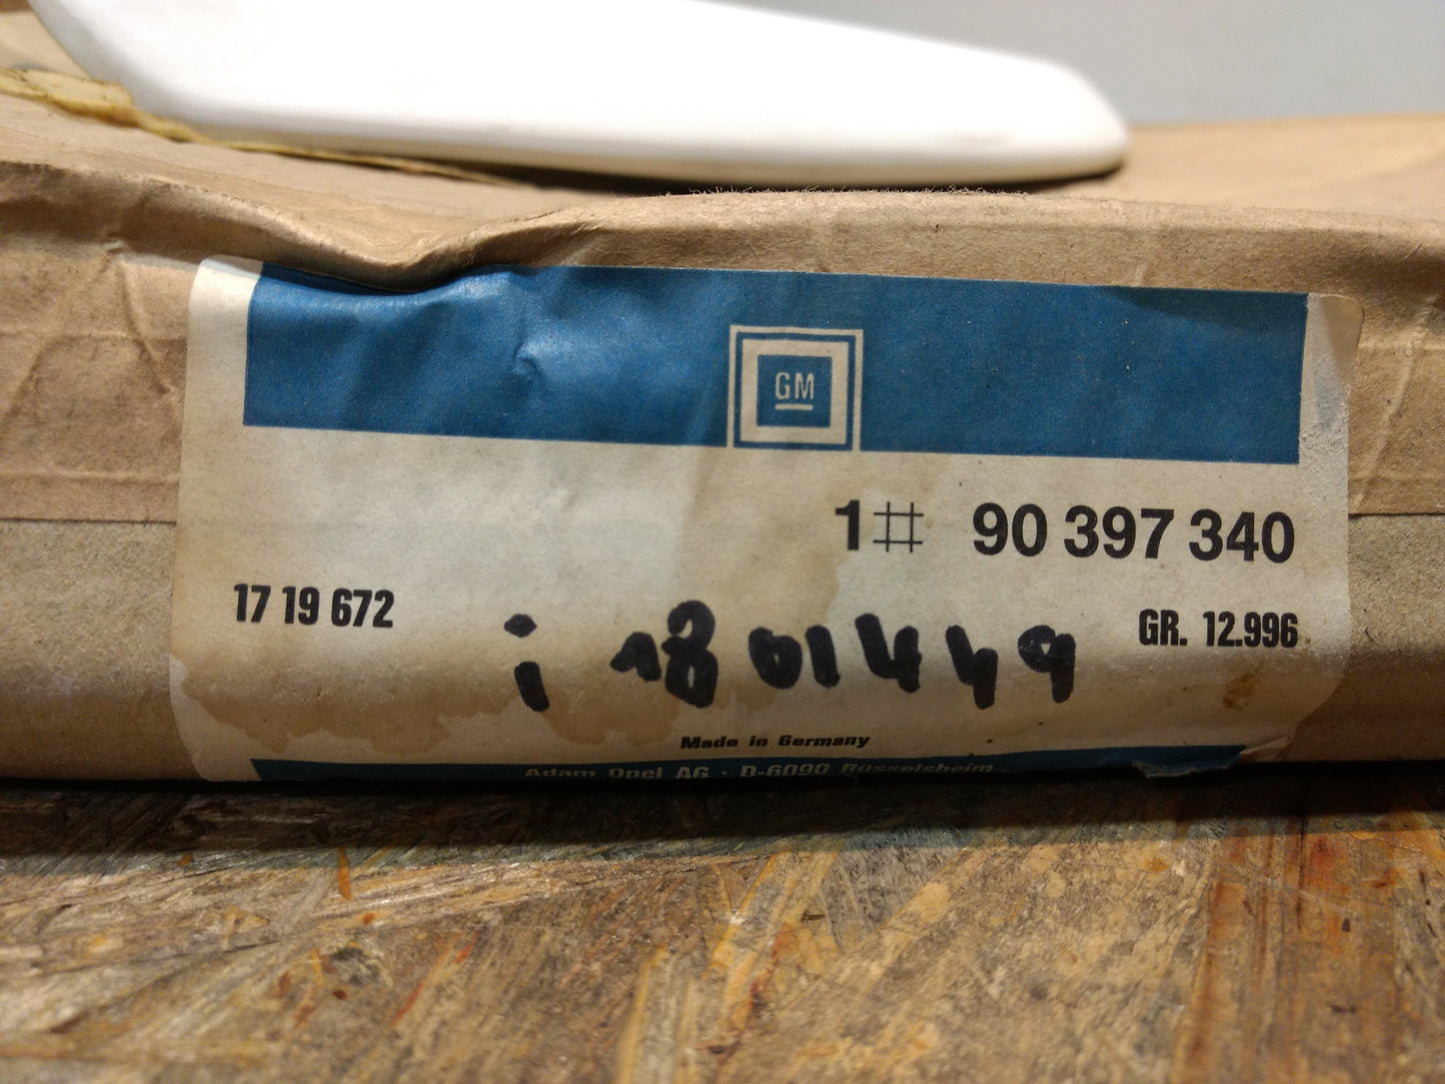 GM
1# 90 397 340
17 19 672
GR. 12.996
i 1801449
Made in Germany
Adam Opel AG · D-6090 Rüsselsheim